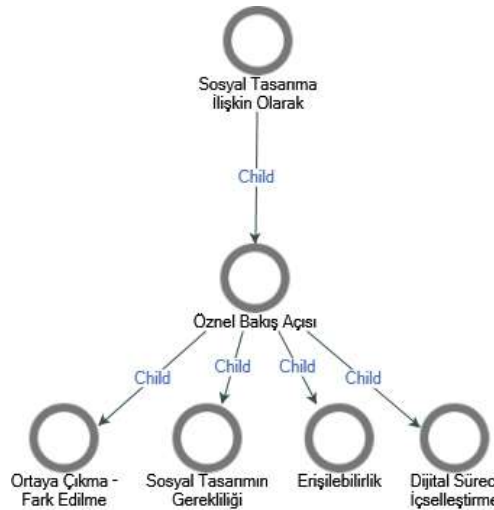 Sosyal Tasarıma
İlişkin Olarak
Child
Öznel Bakış Açısı
Child
Child
Child
Child
Ortaya Çıkma -
Fark Edilme
Sosyal Tasarımın
Gerekliliği
Erişilebilirlik
Dijital Sürec
İçselleştirme